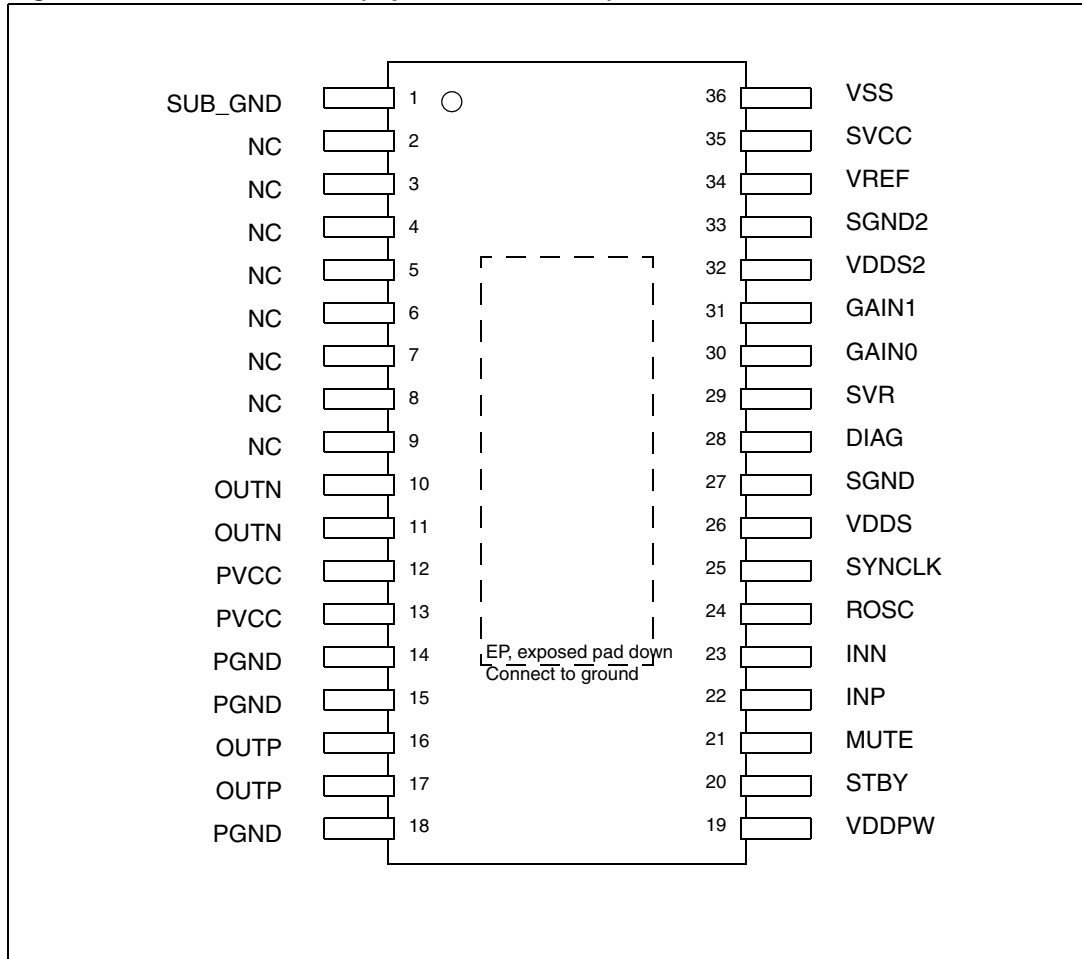 SUB_GND 1 36 VSS
NC 2 35 SVCC
NC 3 34 VREF
NC 4 33 SGND2
NC 5 32 VDDS2
NC 6 31 GAIN1
NC 7 30 GAIN0
NC 8 29 SVR
NC 9 28 DIAG
OUTN 10 27 SGND
OUTN 11 26 VDDS
PVCC 12 25 SYNCLK
PVCC 13 24 ROSC
PGND 14 EP, exposed pad down 23 INN
Connect to ground
PGND 15 22 INP
OUTP 16 21 MUTE
OUTP 17 20 STBY
PGND 18 19 VDDPW